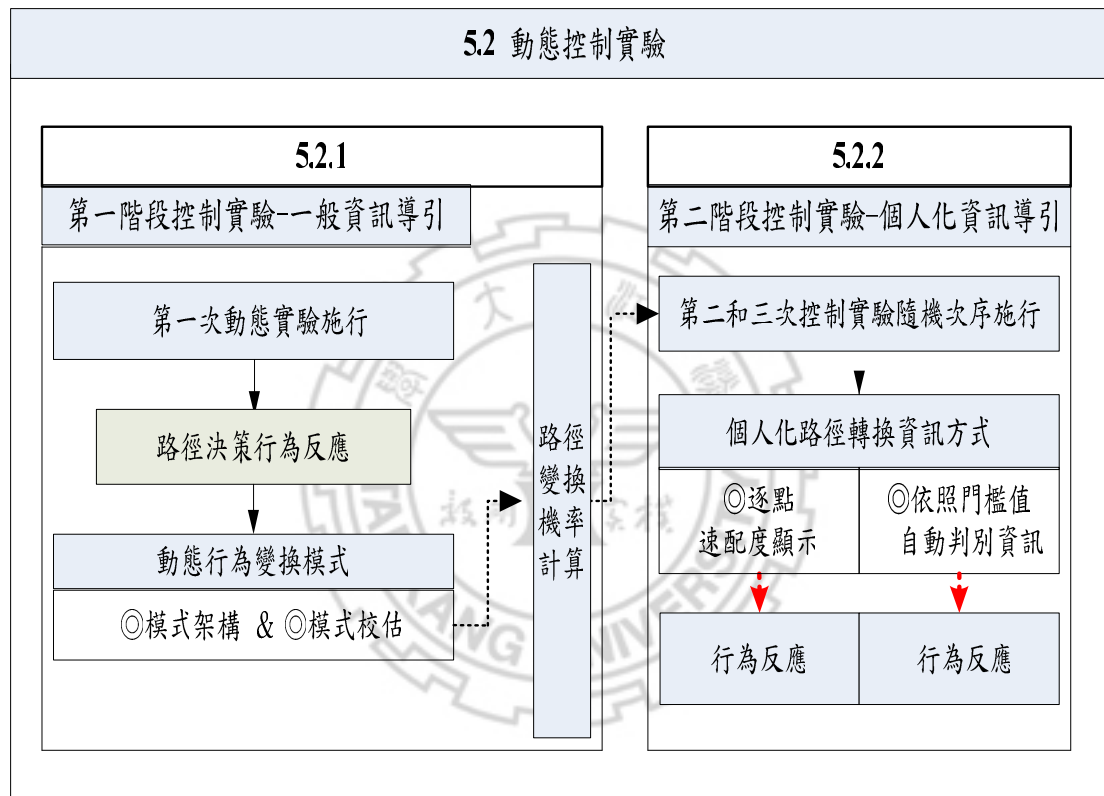 5.2 動態控制實驗
5.2.1
第一階段控制實驗-一般資訊導引
第一次動態實驗施行
路徑決策行為反應
動態行為變換模式
◎模式架構 & ◎模式校估
路徑
變換
機率
計算
5.2.2
第二階段控制實驗-個人化資訊導引
第二和三次控制實驗隨機次序施行
個人化路徑轉換資訊方式
◎逐點
速配度顯示
◎依照門檻值
自動判別資訊
行為反應
行為反應